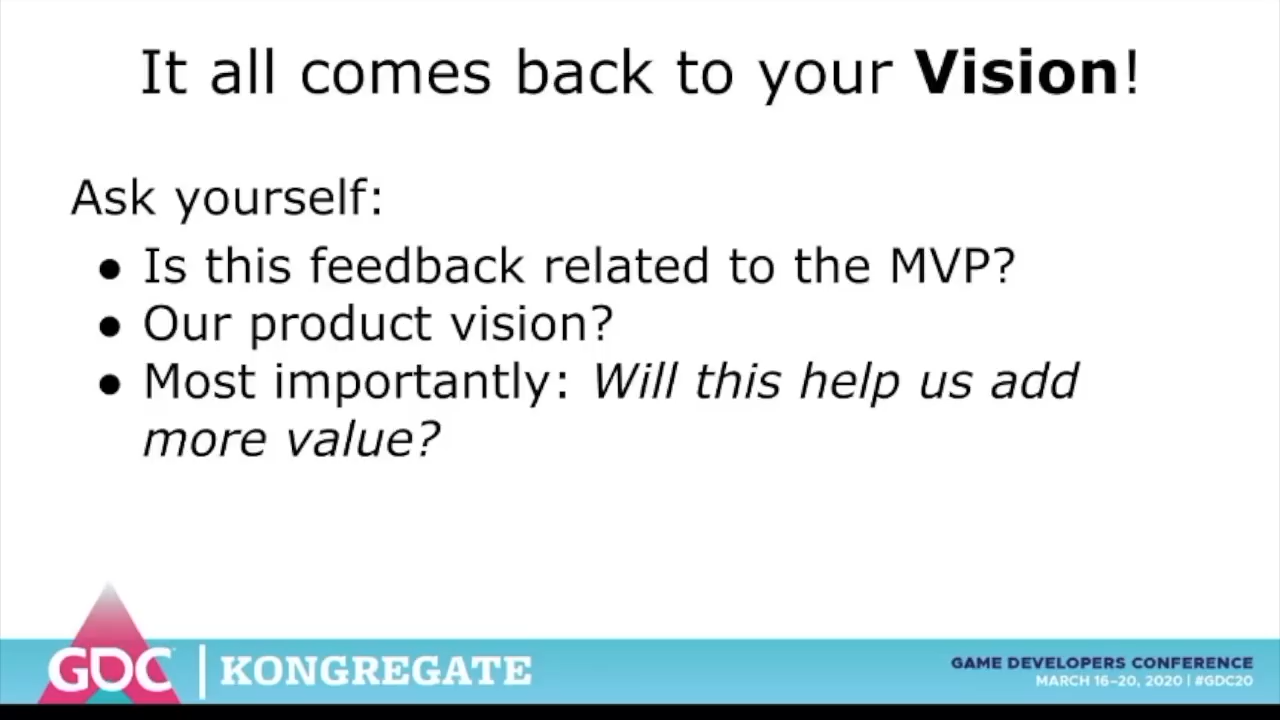 It all comes back to your Vision!
Ask yourself:
● Is this feedback related to the MVP?
● Our product vision?
● Most importantly: Will this help us add
more value?
GDC | KONGREGATE
GAME DEVELOPERS CONFERENCE
MARCH 16–20, 2020 | #GDC20